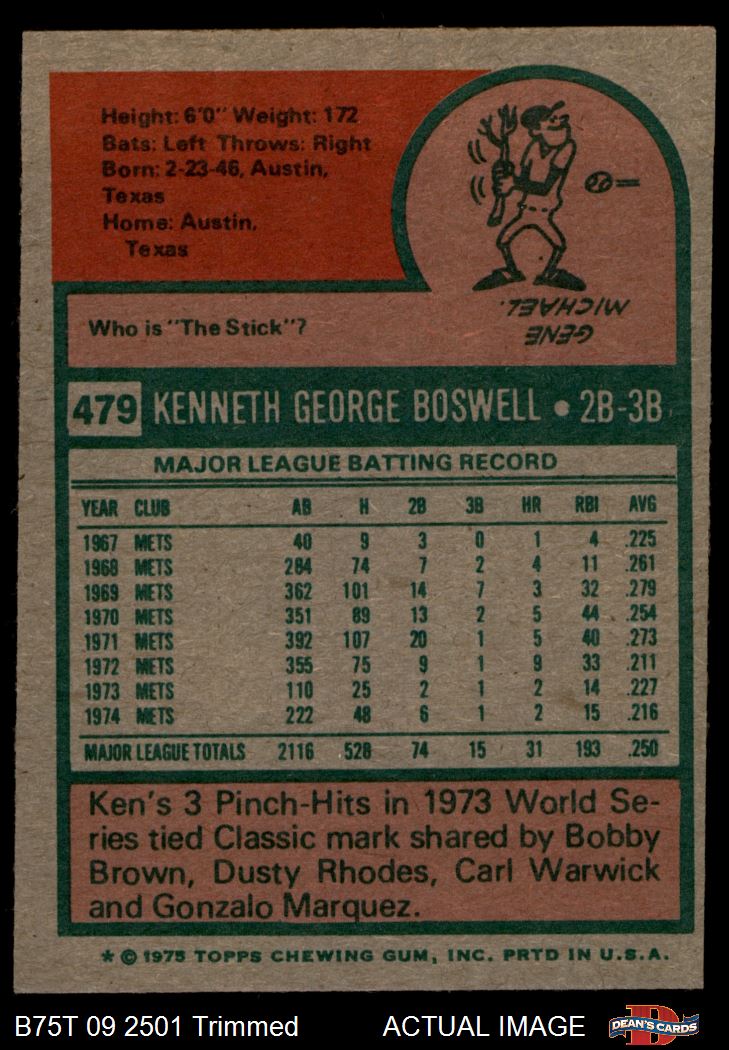 Height: 6'0" Weight: 172
Bats: Left Throws: Right
Born: 2-23-46, Austin,
Texas
Home: Austin,
Texas
GENE
MICHAEL.
Who is "The Stick"?
479 KENNETH GEORGE BOSWELL • 2B-3B
MAJOR LEAGUE BATTING RECORD
YEAR CLUB AB H 2B 3B HR RBI AVG
1967 METS 40 9 3 0 1 4 .225
1968 METS 284 74 7 2 4 11 .261
1969 METS 362 101 14 7 3 32 .279
1970 METS 351 89 13 2 5 44 .254
1971 METS 392 107 20 1 5 40 .273
1972 METS 355 75 9 1 9 33 .211
1973 METS 110 25 2 1 2 14 .227
1974 METS 222 48 6 1 2 15 .216
MAJOR LEAGUE TOTALS 2116 528 74 15 31 193 .250
Ken's 3 Pinch-Hits in 1973 World Se-
ries tied Classic mark shared by Bobby
Brown, Dusty Rhodes, Carl Warwick
and Gonzalo Marquez.
* © 1975 TOPPS CHEWING GUM, INC. PRTD IN U.S.A.
B75T 09 2501 Trimmed ACTUAL IMAGE DEAN'S CARDS